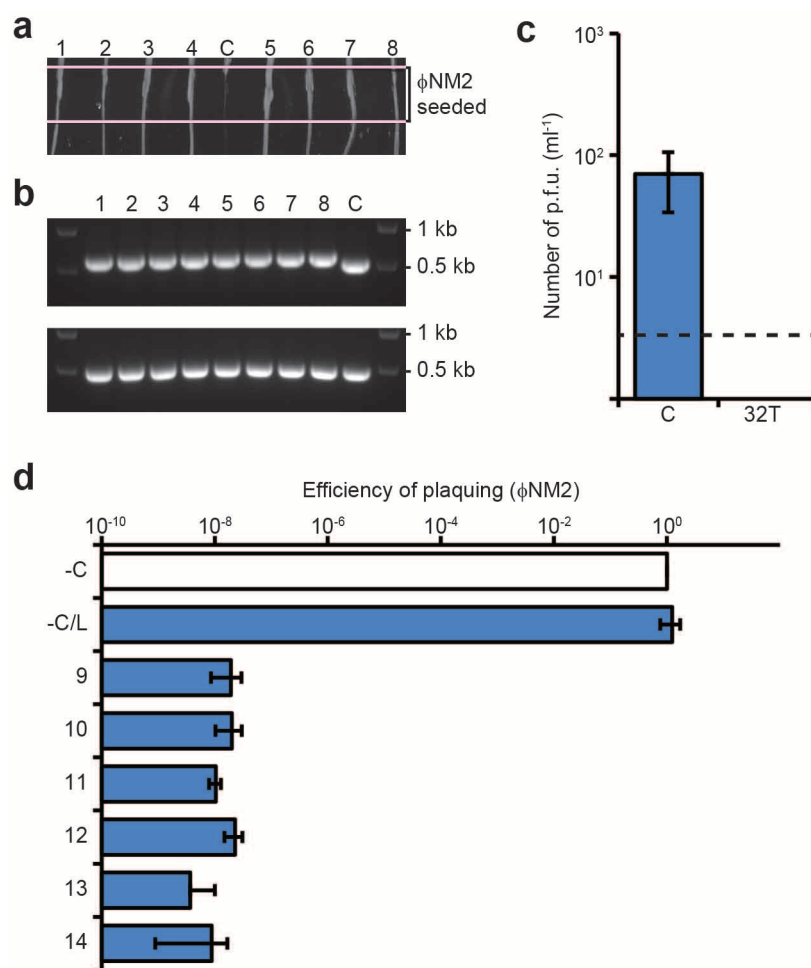 a
1 2 3 4 C 5 6 7 8
ϕNM2
seeded
b
1 2 3 4 5 6 7 8 C
1 kb
0.5 kb
1 kb
0.5 kb
c
Number of p.f.u. (ml⁻¹)
10³
10²
10¹
C 32T
d
Efficiency of plaquing (ϕNM2)
10⁻¹⁰ 10⁻⁸ 10⁻⁶ 10⁻⁴ 10⁻² 10⁰
-C
-C/L
9
10
11
12
13
14